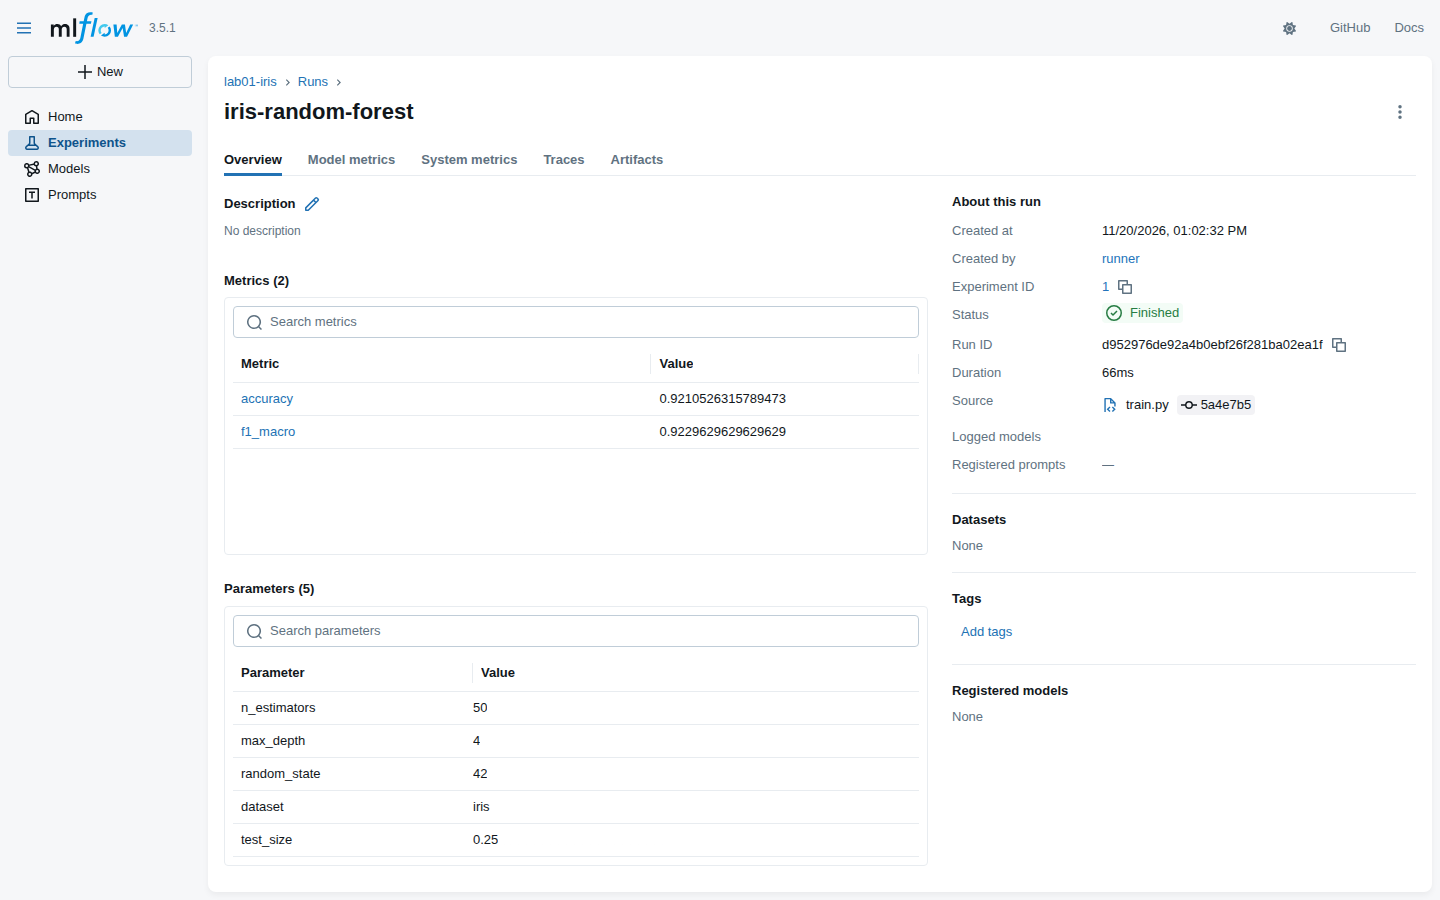 mlflow™ 3.5.1
GitHub Docs
New
Home
Experiments
Models
Prompts
lab01-iris › Runs ›
iris-random-forest
Overview Model metrics System metrics Traces Artifacts
Description
No description
Metrics (2)
Search metrics
Metric Value
accuracy 0.9210526315789473
f1_macro 0.9229629629629629
Parameters (5)
Search parameters
Parameter Value
n_estimators 50
max_depth 4
random_state 42
dataset iris
test_size 0.25
About this run
Created at 11/20/2026, 01:02:32 PM
Created by runner
Experiment ID 1
Status Finished
Run ID d952976de92a4b0ebf26f281ba02ea1f
Duration 66ms
Source train.py 5a4e7b5
Logged models
Registered prompts —
Datasets
None
Tags
Add tags
Registered models
None